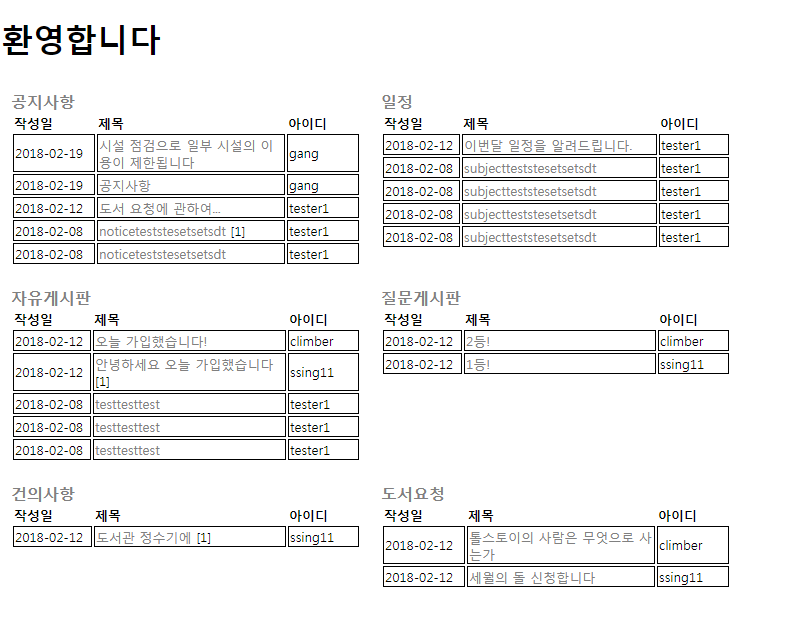 환영합니다
공지사항
작성일 제목 아이디
2018-02-19 시설 점검으로 일부 시설의 이
용이 제한됩니다 gang
2018-02-19 공지사항 gang
2018-02-12 도서 요청에 관하여... tester1
2018-02-08 noticeteststesetsetsdt [1] tester1
2018-02-08 noticeteststesetsetsdt tester1
일정
작성일 제목 아이디
2018-02-12 이번달 일정을 알려드립니다. tester1
2018-02-08 subjectteststesetsetsdt tester1
2018-02-08 subjectteststesetsetsdt tester1
2018-02-08 subjectteststesetsetsdt tester1
2018-02-08 subjectteststesetsetsdt tester1
자유게시판
작성일 제목 아이디
2018-02-12 오늘 가입했습니다! climber
2018-02-12 안녕하세요 오늘 가입했습니다
[1] ssing11
2018-02-08 testtesttest tester1
2018-02-08 testtesttest tester1
2018-02-08 testtesttest tester1
질문게시판
작성일 제목 아이디
2018-02-12 2등! climber
2018-02-12 1등! ssing11
건의사항
작성일 제목 아이디
2018-02-12 도서관 정수기에 [1] ssing11
도서요청
작성일 제목 아이디
2018-02-12 톨스토이의 사람은 무엇으로 사
는가 climber
2018-02-12 세월의 돌 신청합니다 ssing11